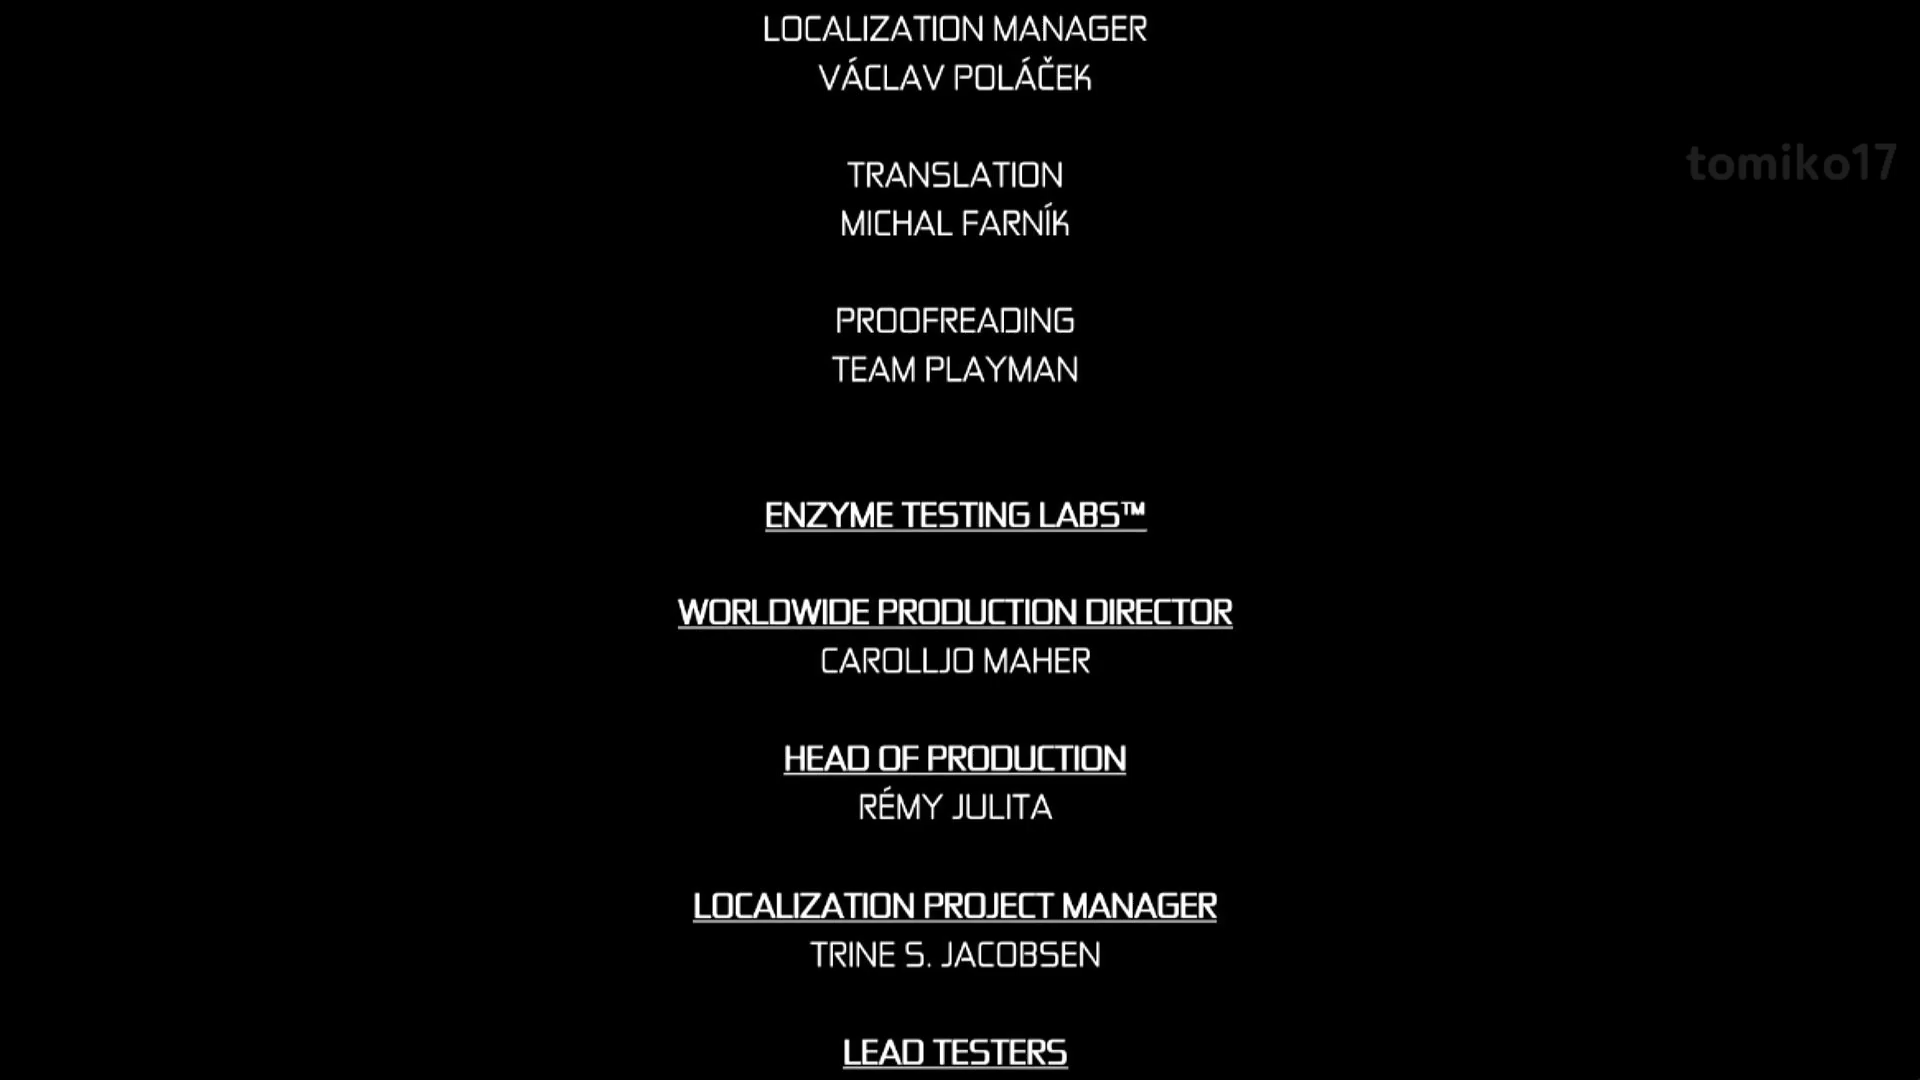 LOCALIZATION MANAGER
VÁCLAV POLÁČEK
tomiko17
TRANSLATION
MICHAL FARNÍK
PROOFREADING
TEAM PLAYMAN
ENZYME TESTING LABS™
WORLDWIDE PRODUCTION DIRECTOR
CAROLLJO MAHER
HEAD OF PRODUCTION
RÉMY JULITA
LOCALIZATION PROJECT MANAGER
TRINE S. JACOBSEN
LEAD TESTERS